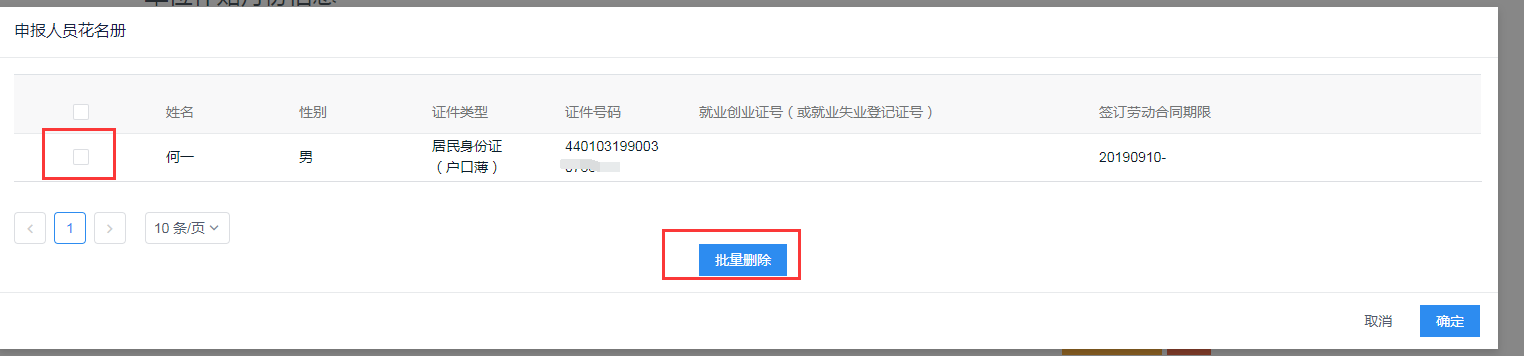 申报人员花名册
姓名 性别 证件类型 证件号码 就业创业证号（或就业失业登记证号） 签订劳动合同期限
何一 男 居民身份证 440103199003 20190910-
（户口薄）
1 10 条/页
批量删除
取消 确定